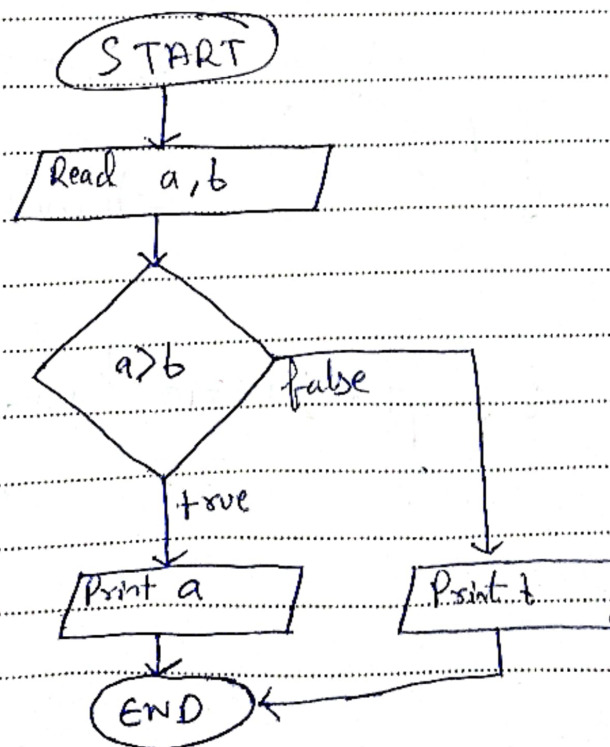 START
Read a, b
a>b
false
true
Print a
Print t
END